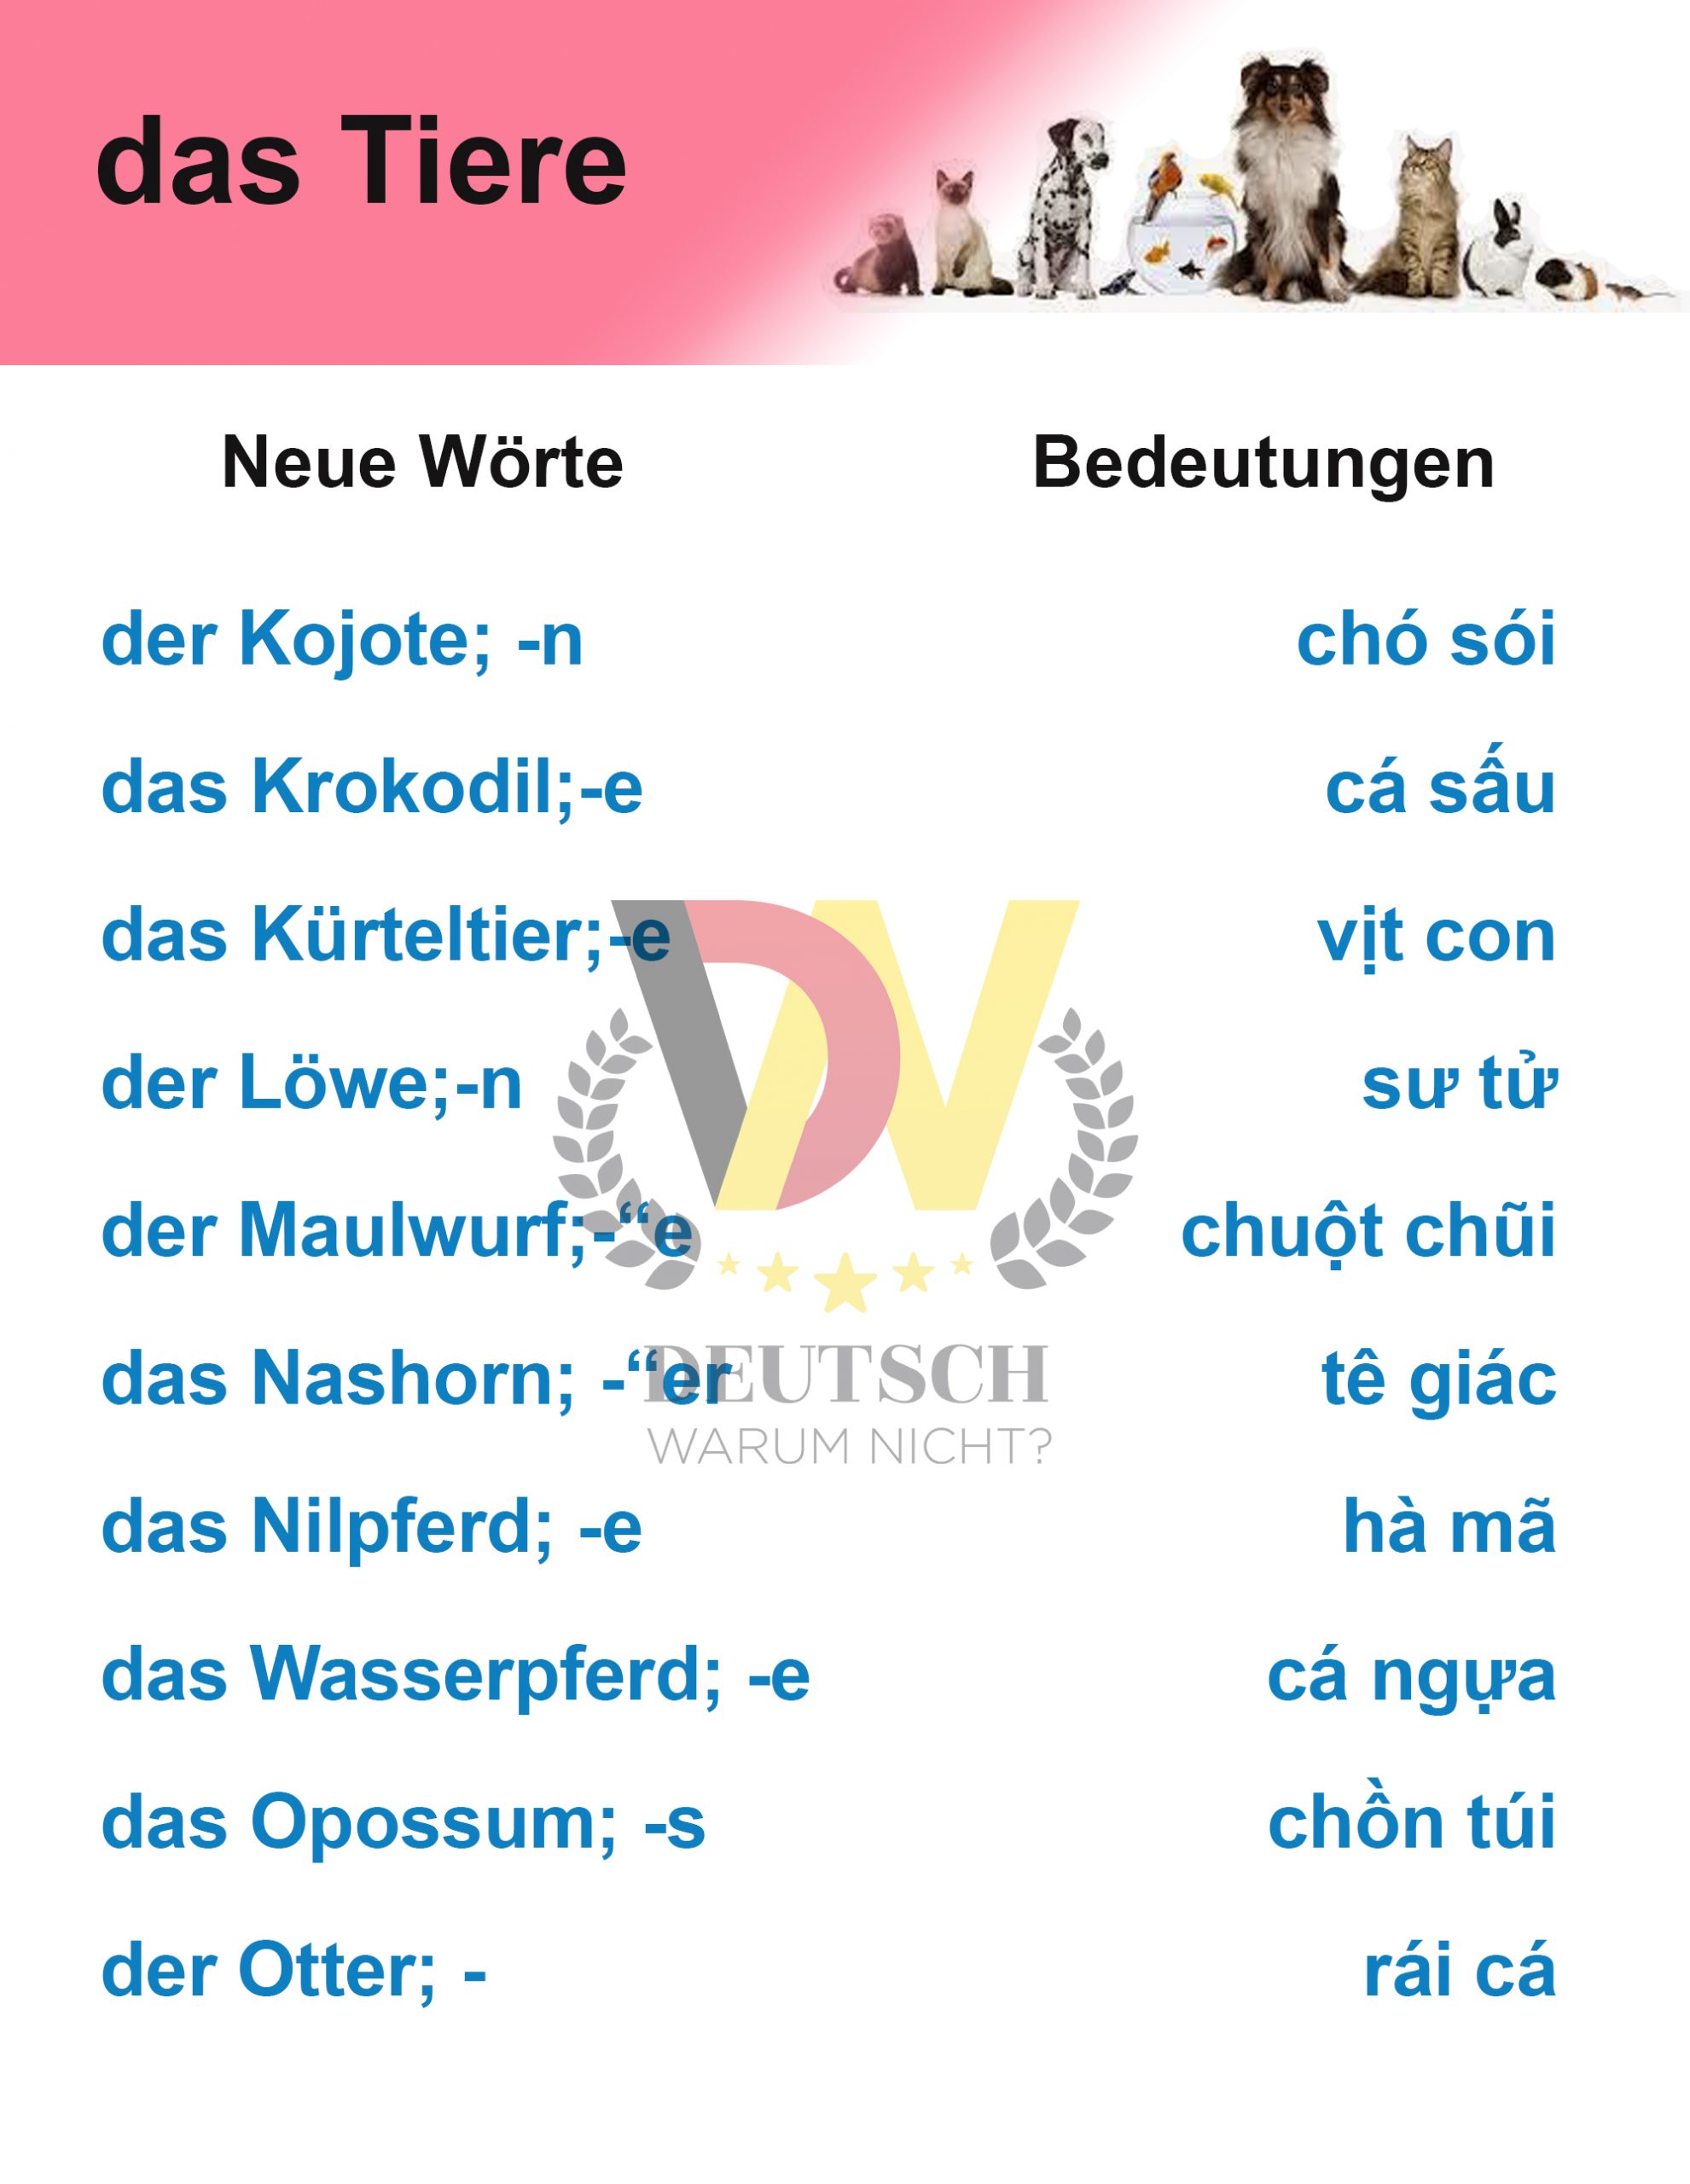 das Tiere
Neue Wörte Bedeutungen
der Kojote; -n chó sói
das Krokodil;-e cá sấu
das Kürteltier;-e vịt con
der Löwe;-n sư tử
der Maulwurf;-“e chuột chũi
das Nashorn; -“er tê giác
DEUTSCH
WARUM NICHT?
das Nilpferd; -e hà mã
das Wasserpferd; -e cá ngựa
das Opossum; -s chồn túi
der Otter; - rái cá